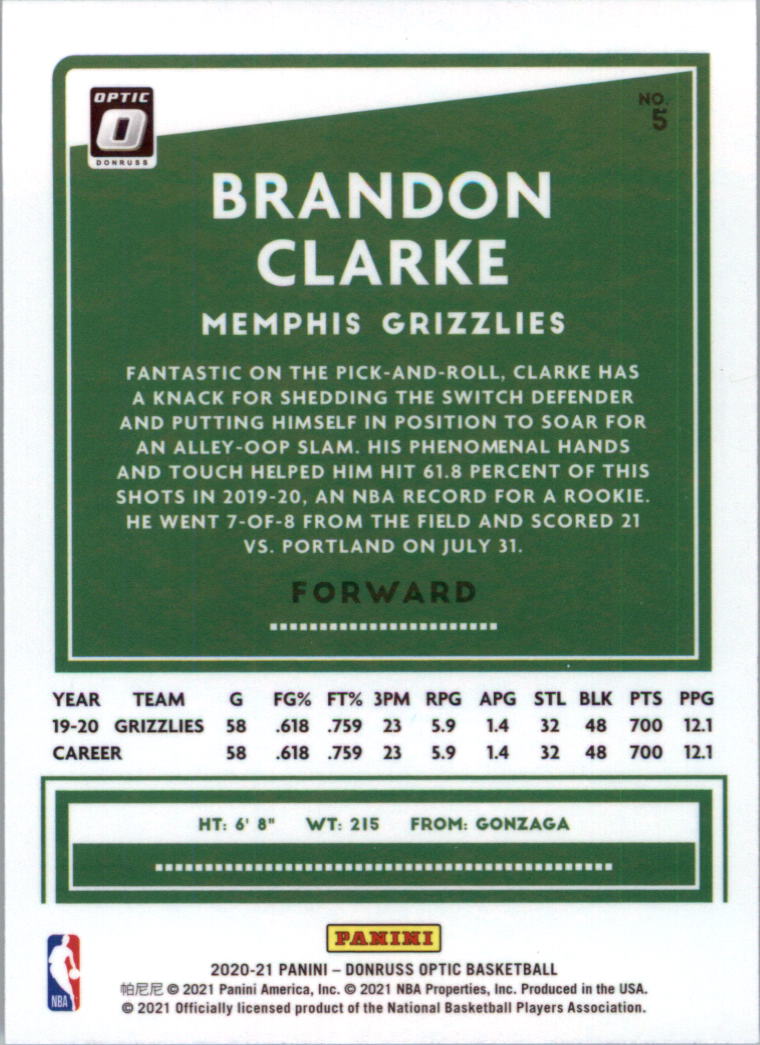 OPTIC
O
DONRUSS
NO.
5
BRANDON
CLARKE
MEMPHIS GRIZZLIES
FANTASTIC ON THE PICK-AND-ROLL, CLARKE HAS
A KNACK FOR SHEDDING THE SWITCH DEFENDER
AND PUTTING HIMSELF IN POSITION TO SOAR FOR
AN ALLEY-OOP SLAM. HIS PHENOMENAL HANDS
AND TOUCH HELPED HIM HIT 61.8 PERCENT OF THIS
SHOTS IN 2019-20, AN NBA RECORD FOR A ROOKIE.
HE WENT 7-OF-8 FROM THE FIELD AND SCORED 21
VS. PORTLAND ON JULY 31.
FORWARD
YEAR TEAM G FG% FT% 3PM RPG APG STL BLK PTS PPG
19-20 GRIZZLIES 58 .618 .759 23 5.9 1.4 32 48 700 12.1
CAREER 58 .618 .759 23 5.9 1.4 32 48 700 12.1
HT: 6' 8" WT: 215 FROM: GONZAGA
PANINI
NBA
2020-21 PANINI – DONRUSS OPTIC BASKETBALL
帕尼尼 © 2021 Panini America, Inc. © 2021 NBA Properties, Inc. Produced in the USA.
© 2021 Officially licensed product of the National Basketball Players Association.